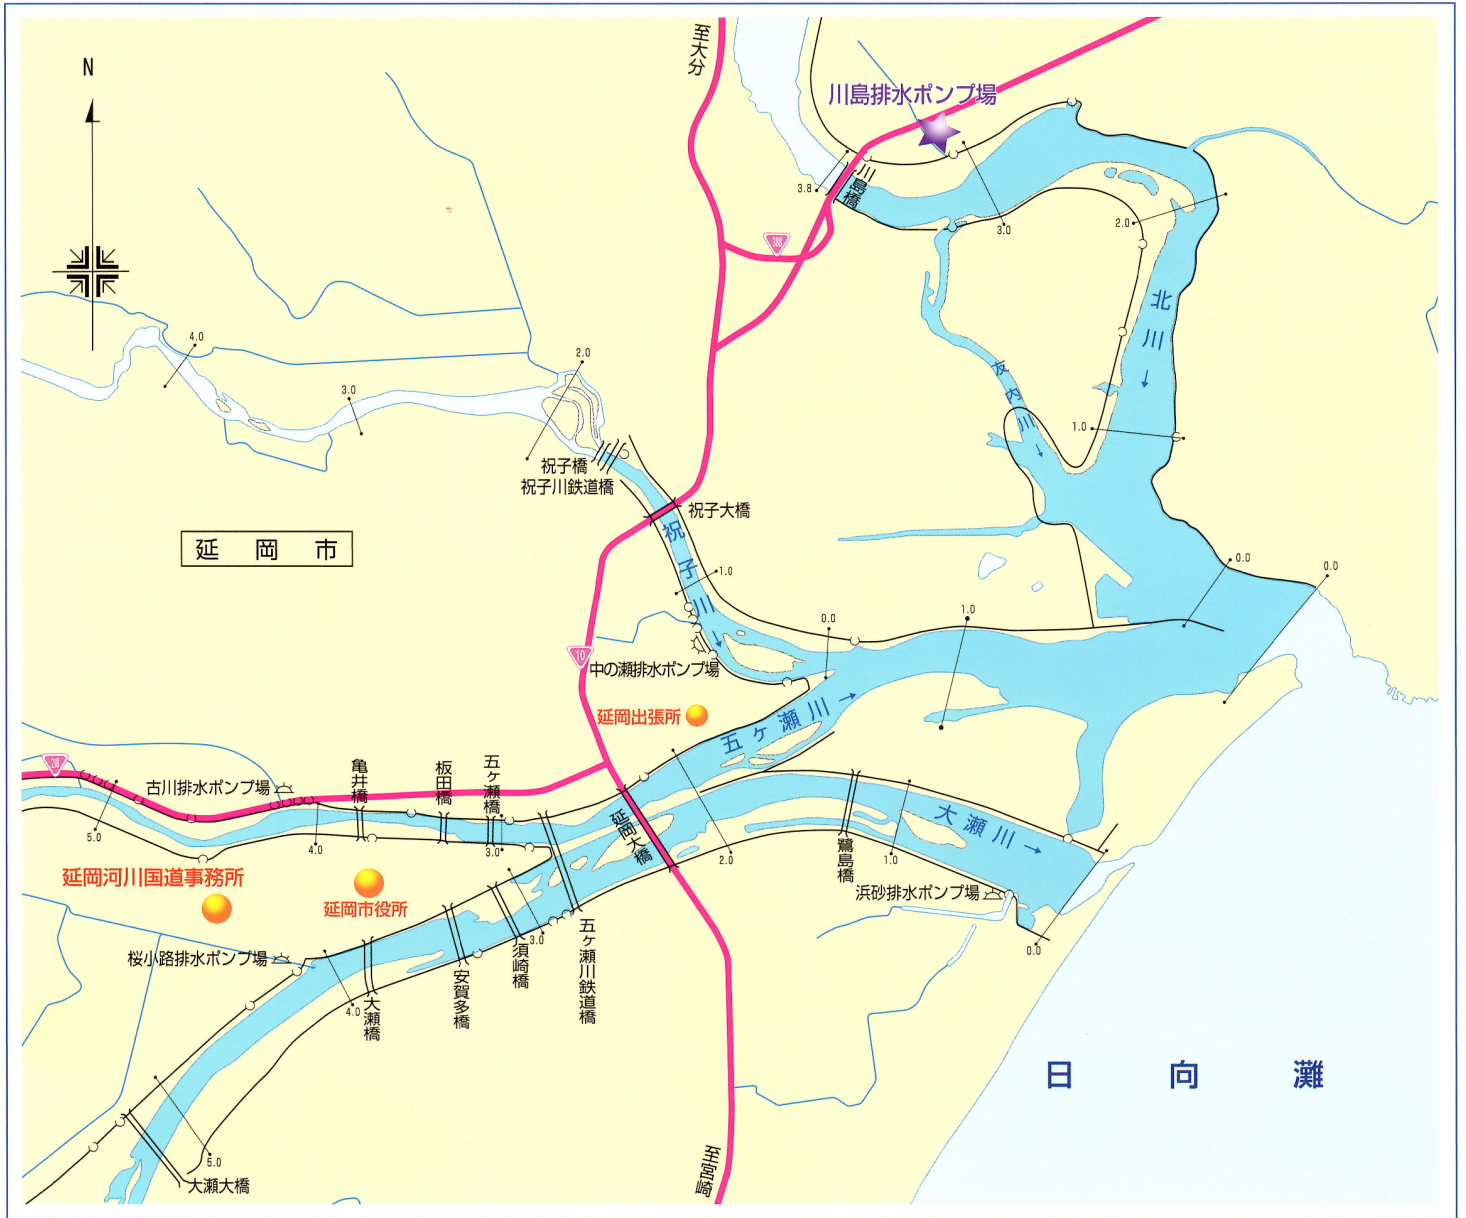 N
至大分
川島排水ポンプ場
3.8
川島橋
3.0
2.0
388
北川
→
4.0
3.0
2.0
友内川
→
1.0
祝子橋
祝子川鉄道橋
祝子大橋
延岡市
祝子川
→
1.0
0.0
1.0
0.0
0.0
10
中の瀬排水ポンプ場
延岡出張所
五ヶ瀬川→
218
古川排水ポンプ場
亀井橋
板田橋
五ヶ瀬橋
延岡大橋
大瀬川→
5.0
4.0
3.0
2.0
鷺島橋
1.0
延岡河川国道事務所
延岡市役所
浜砂排水ポンプ場
桜小路排水ポンプ場
大瀬橋
安賀多橋
須崎橋
五ヶ瀬川鉄道橋
3.0
4.0
0.0
日向灘
5.0
大瀬大橋
至宮崎